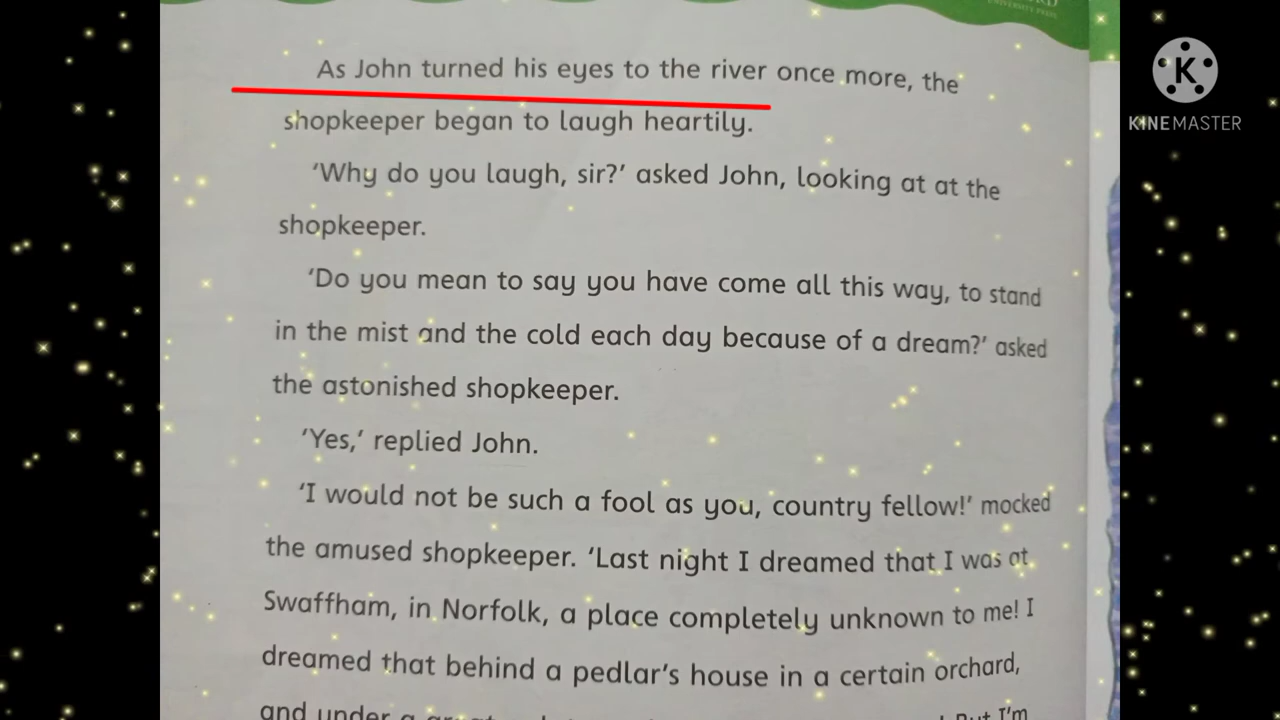 UNIVERSITY PRESS
K
KINEMASTER
As John turned his eyes to the river once more, the
shopkeeper began to laugh heartily.
'Why do you laugh, sir?' asked John, looking at at the
shopkeeper.
'Do you mean to say you have come all this way, to stand
in the mist and the cold each day because of a dream?' asked
the astonished shopkeeper.
'Yes,' replied John.
'I would not be such a fool as you, country fellow!' mocked
the amused shopkeeper. 'Last night I dreamed that I was at
Swaffham, in Norfolk, a place completely unknown to me! I
dreamed that behind a pedlar's house in a certain orchard,
and under a But I'm